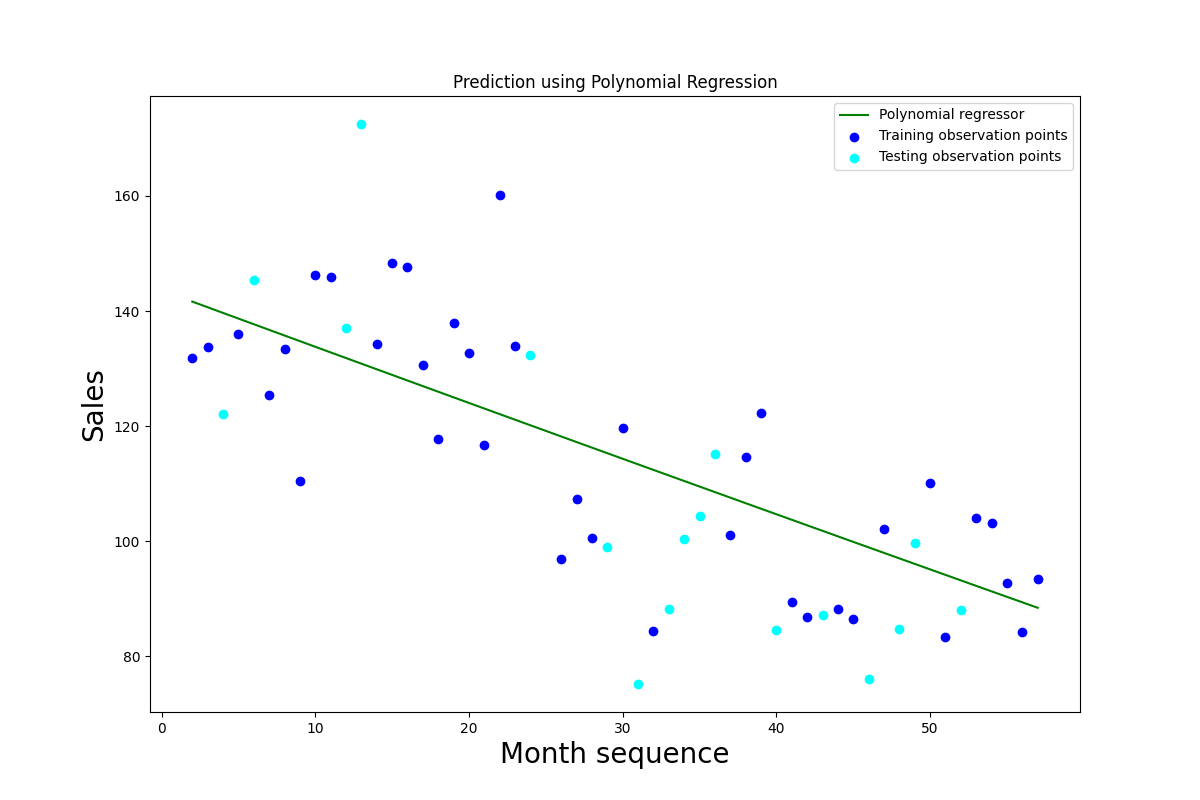 Prediction using Polynomial Regression
Polynomial regressor
Training observation points
Testing observation points
160
140
120
100
80
Sales
0 10 20 30 40 50
Month sequence